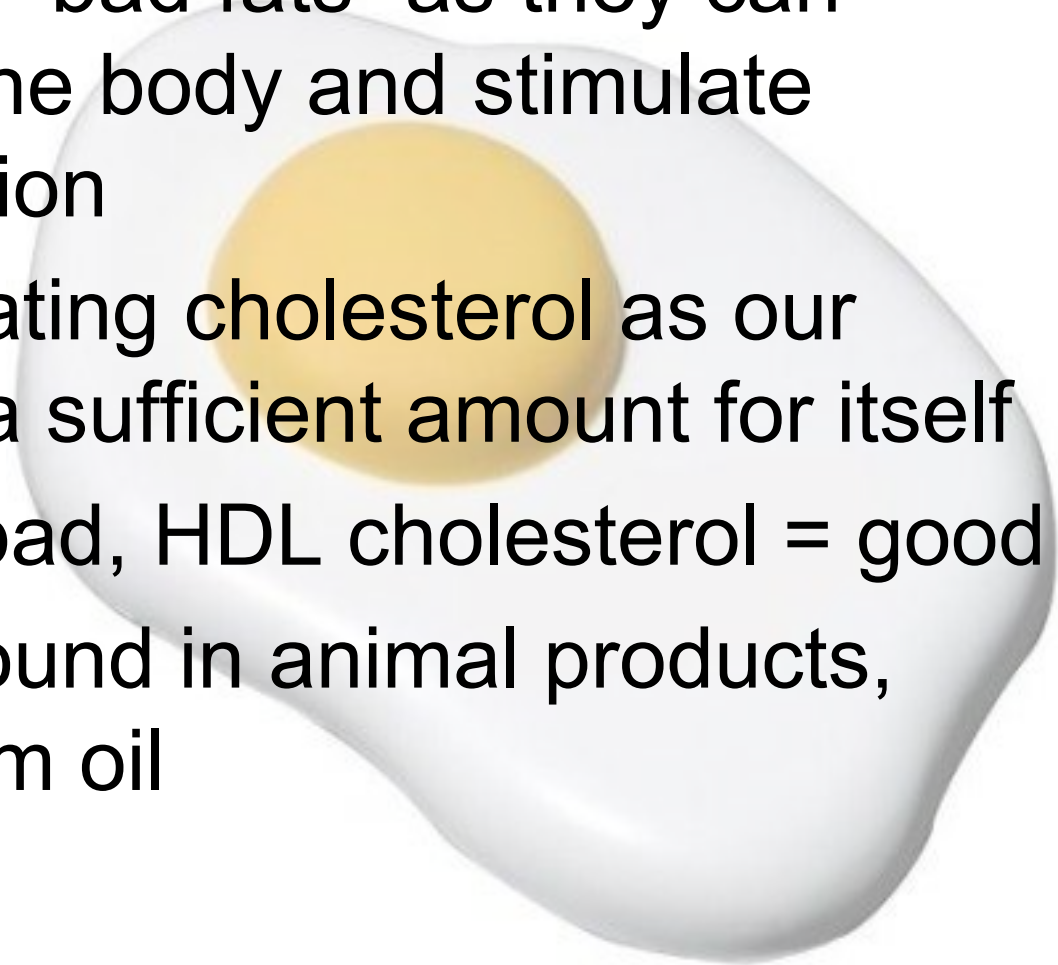 bad fats" as they can
he body and stimulate
ion
ating cholesterol as our
a sufficient amount for itself
bad, HDL cholesterol = good
ound in animal products,
m oil